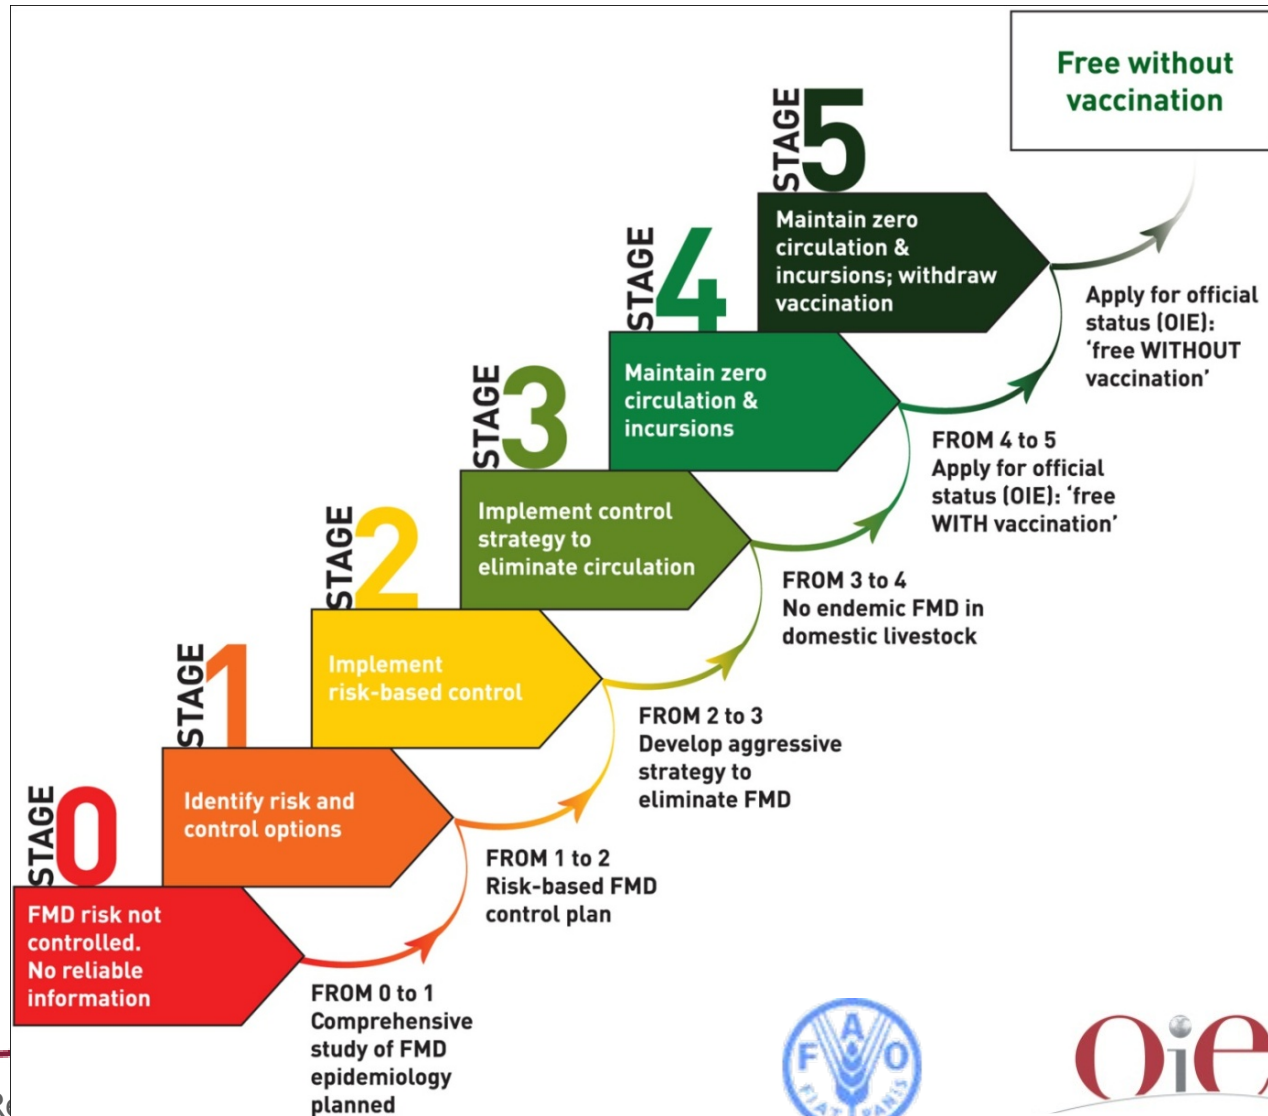 Free without
vaccination
STAGE 5
Maintain zero
circulation &
incursions; withdraw
vaccination
Apply for official
status (OIE):
‘free WITHOUT
vaccination’
STAGE 4
Maintain zero
circulation &
incursions
FROM 4 to 5
Apply for official
status (OIE): ‘free
WITH vaccination’
STAGE 3
Implement control
strategy to
eliminate circulation
FROM 3 to 4
No endemic FMD in
domestic livestock
STAGE 2
Implement
risk-based control
FROM 2 to 3
Develop aggressive
strategy to
eliminate FMD
STAGE 1
Identify risk and
control options
FROM 1 to 2
Risk-based FMD
control plan
STAGE 0
FMD risk not
controlled.
No reliable
information
FROM 0 to 1
Comprehensive
study of FMD
epidemiology
planned
FAO
FIAT PANIS
Oie